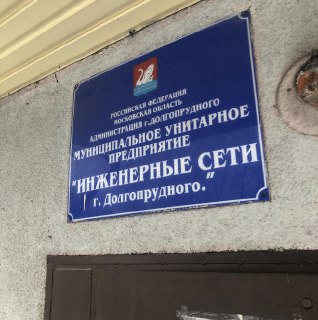 РОССИЙСКАЯ ФЕДЕРАЦИЯ
МОСКОВСКАЯ ОБЛАСТЬ
АДМИНИСТРАЦИЯ г.ДОЛГОПРУДНОГО
МУНИЦИПАЛЬНОЕ УНИТАРНОЕ
ПРЕДПРИЯТИЕ
"ИНЖЕНЕРНЫЕ СЕТИ
г. Долгопрудного."